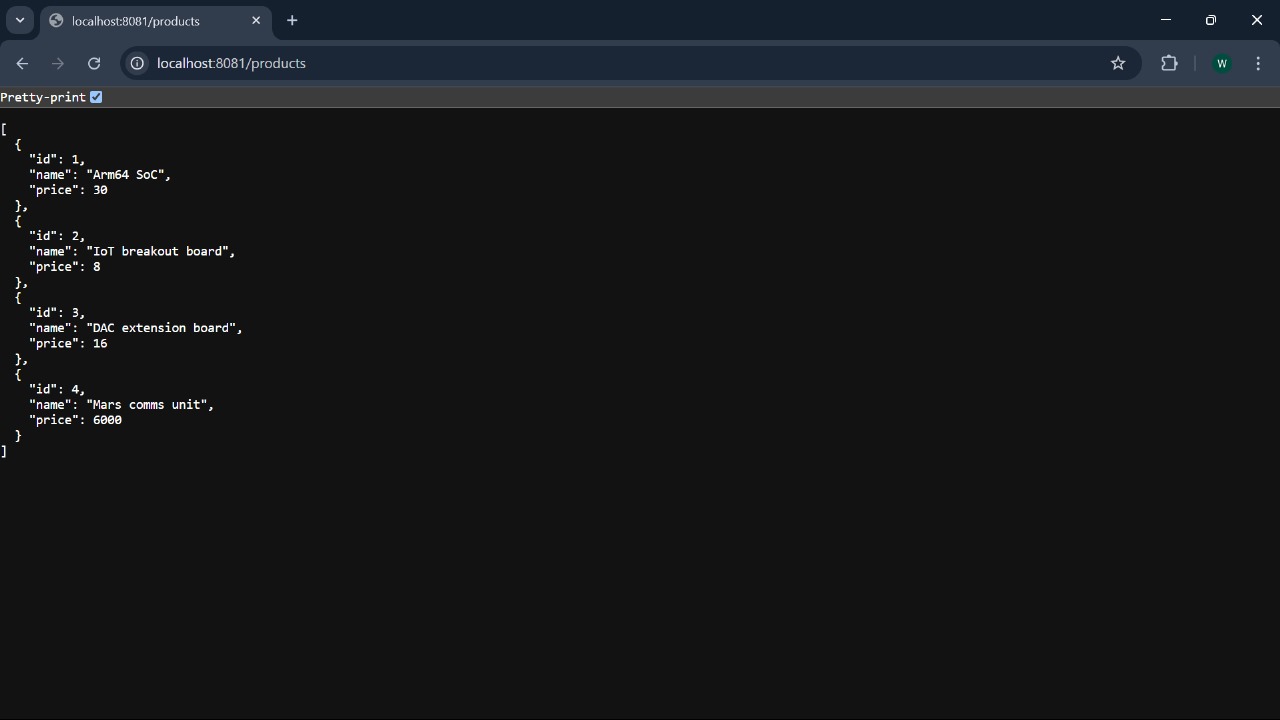 localhost:8081/products
localhost:8081/products
W
Pretty-print
[
  {
    "id": 1,
    "name": "Arm64 SoC",
    "price": 30
  },
  {
    "id": 2,
    "name": "IoT breakout board",
    "price": 8
  },
  {
    "id": 3,
    "name": "DAC extension board",
    "price": 16
  },
  {
    "id": 4,
    "name": "Mars comms unit",
    "price": 6000
  }
]